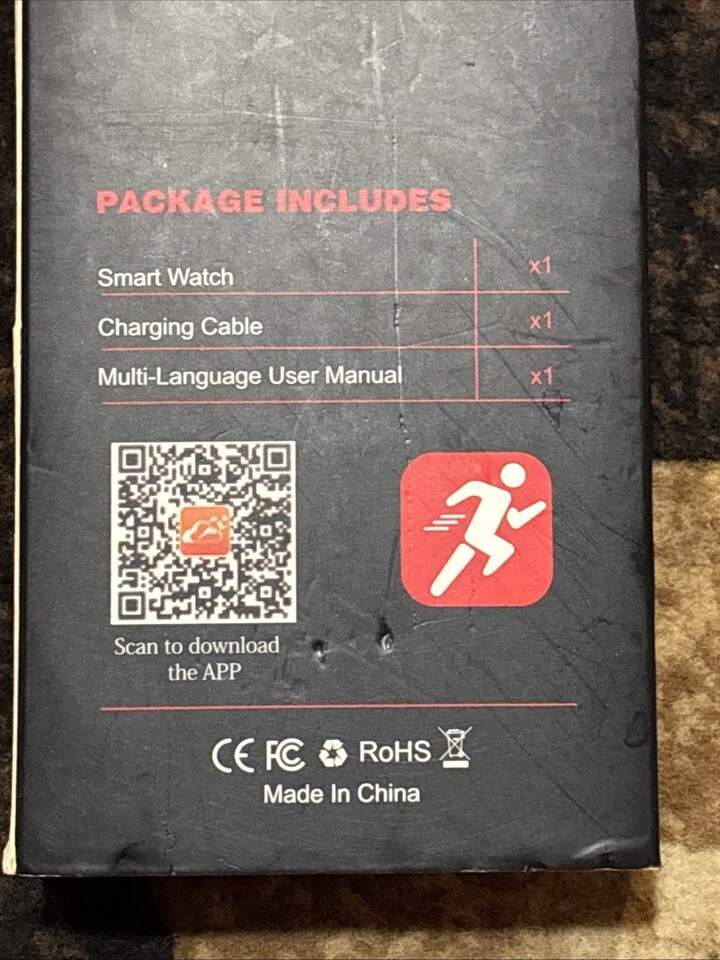 PACKAGE INCLUDES
Smart Watch x1
Charging Cable x1
Multi-Language User Manual x1
Scan to download
the APP
CE FC RoHS
Made In China